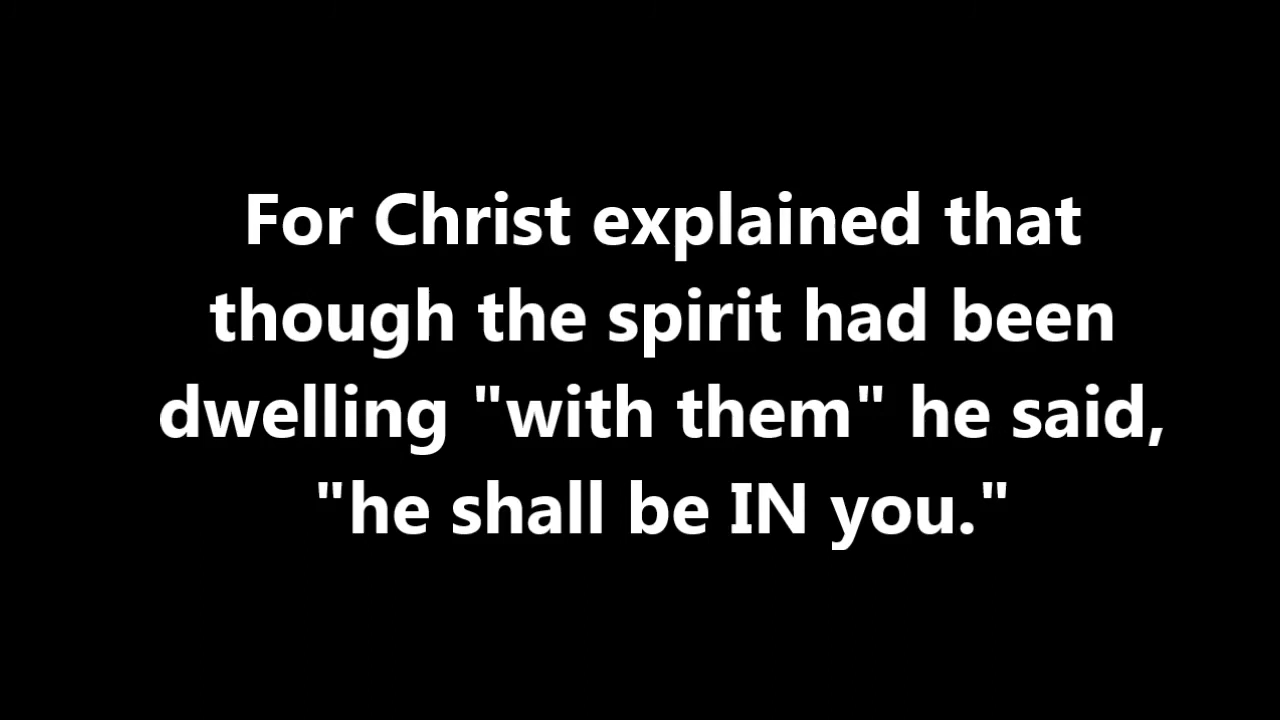 For Christ explained that
though the spirit had been
dwelling "with them" he said,
"he shall be IN you."